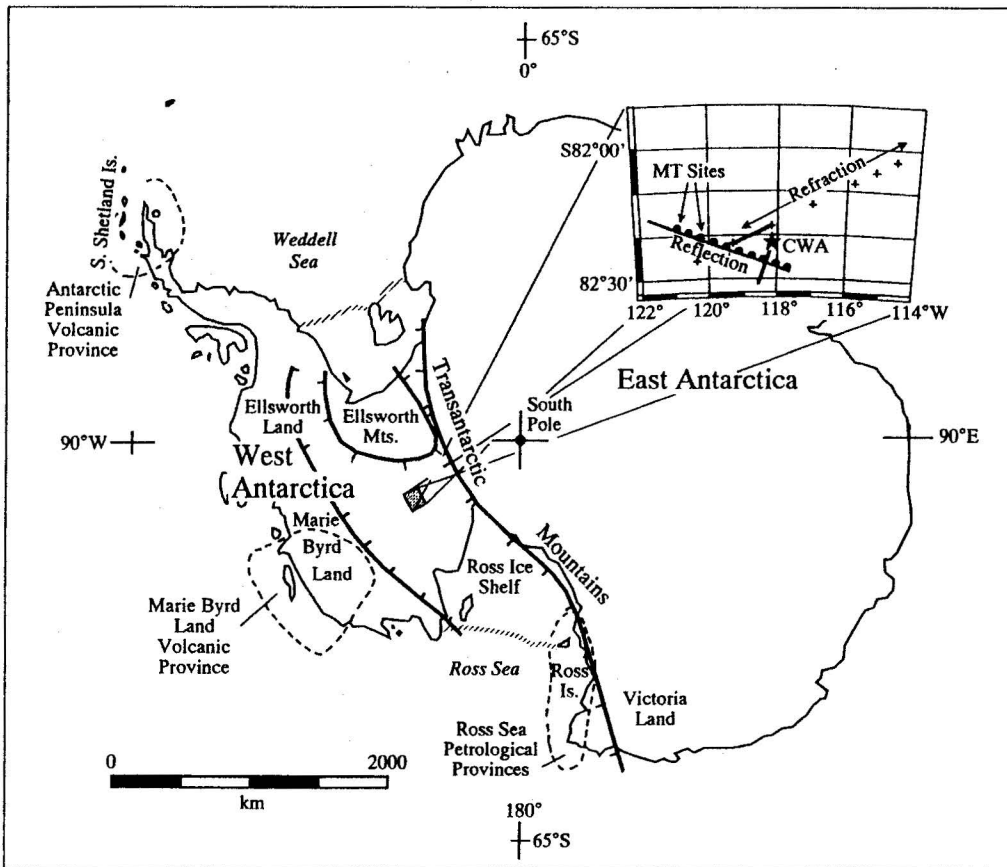 65°S
0°
S82°00'
MT Sites
Refraction
CWA
Reflection
82°30'
122°
120°
118°
116°
114°W
S. Shetland Is.
Weddell
Sea
Antarctic
Peninsula
Volcanic
Province
Transantarctic
Mountains
East Antarctica
South
Pole
Ellsworth
Land
Ellsworth
Mts.
90°W
90°E
West
Antarctica
Marie
Byrd
Land
Ross Ice
Shelf
Marie Byrd
Land
Volcanic
Province
Ross Sea
Ross
Is.
Victoria
Land
Ross Sea
Petrological
Provinces
0
2000
km
180°
65°S